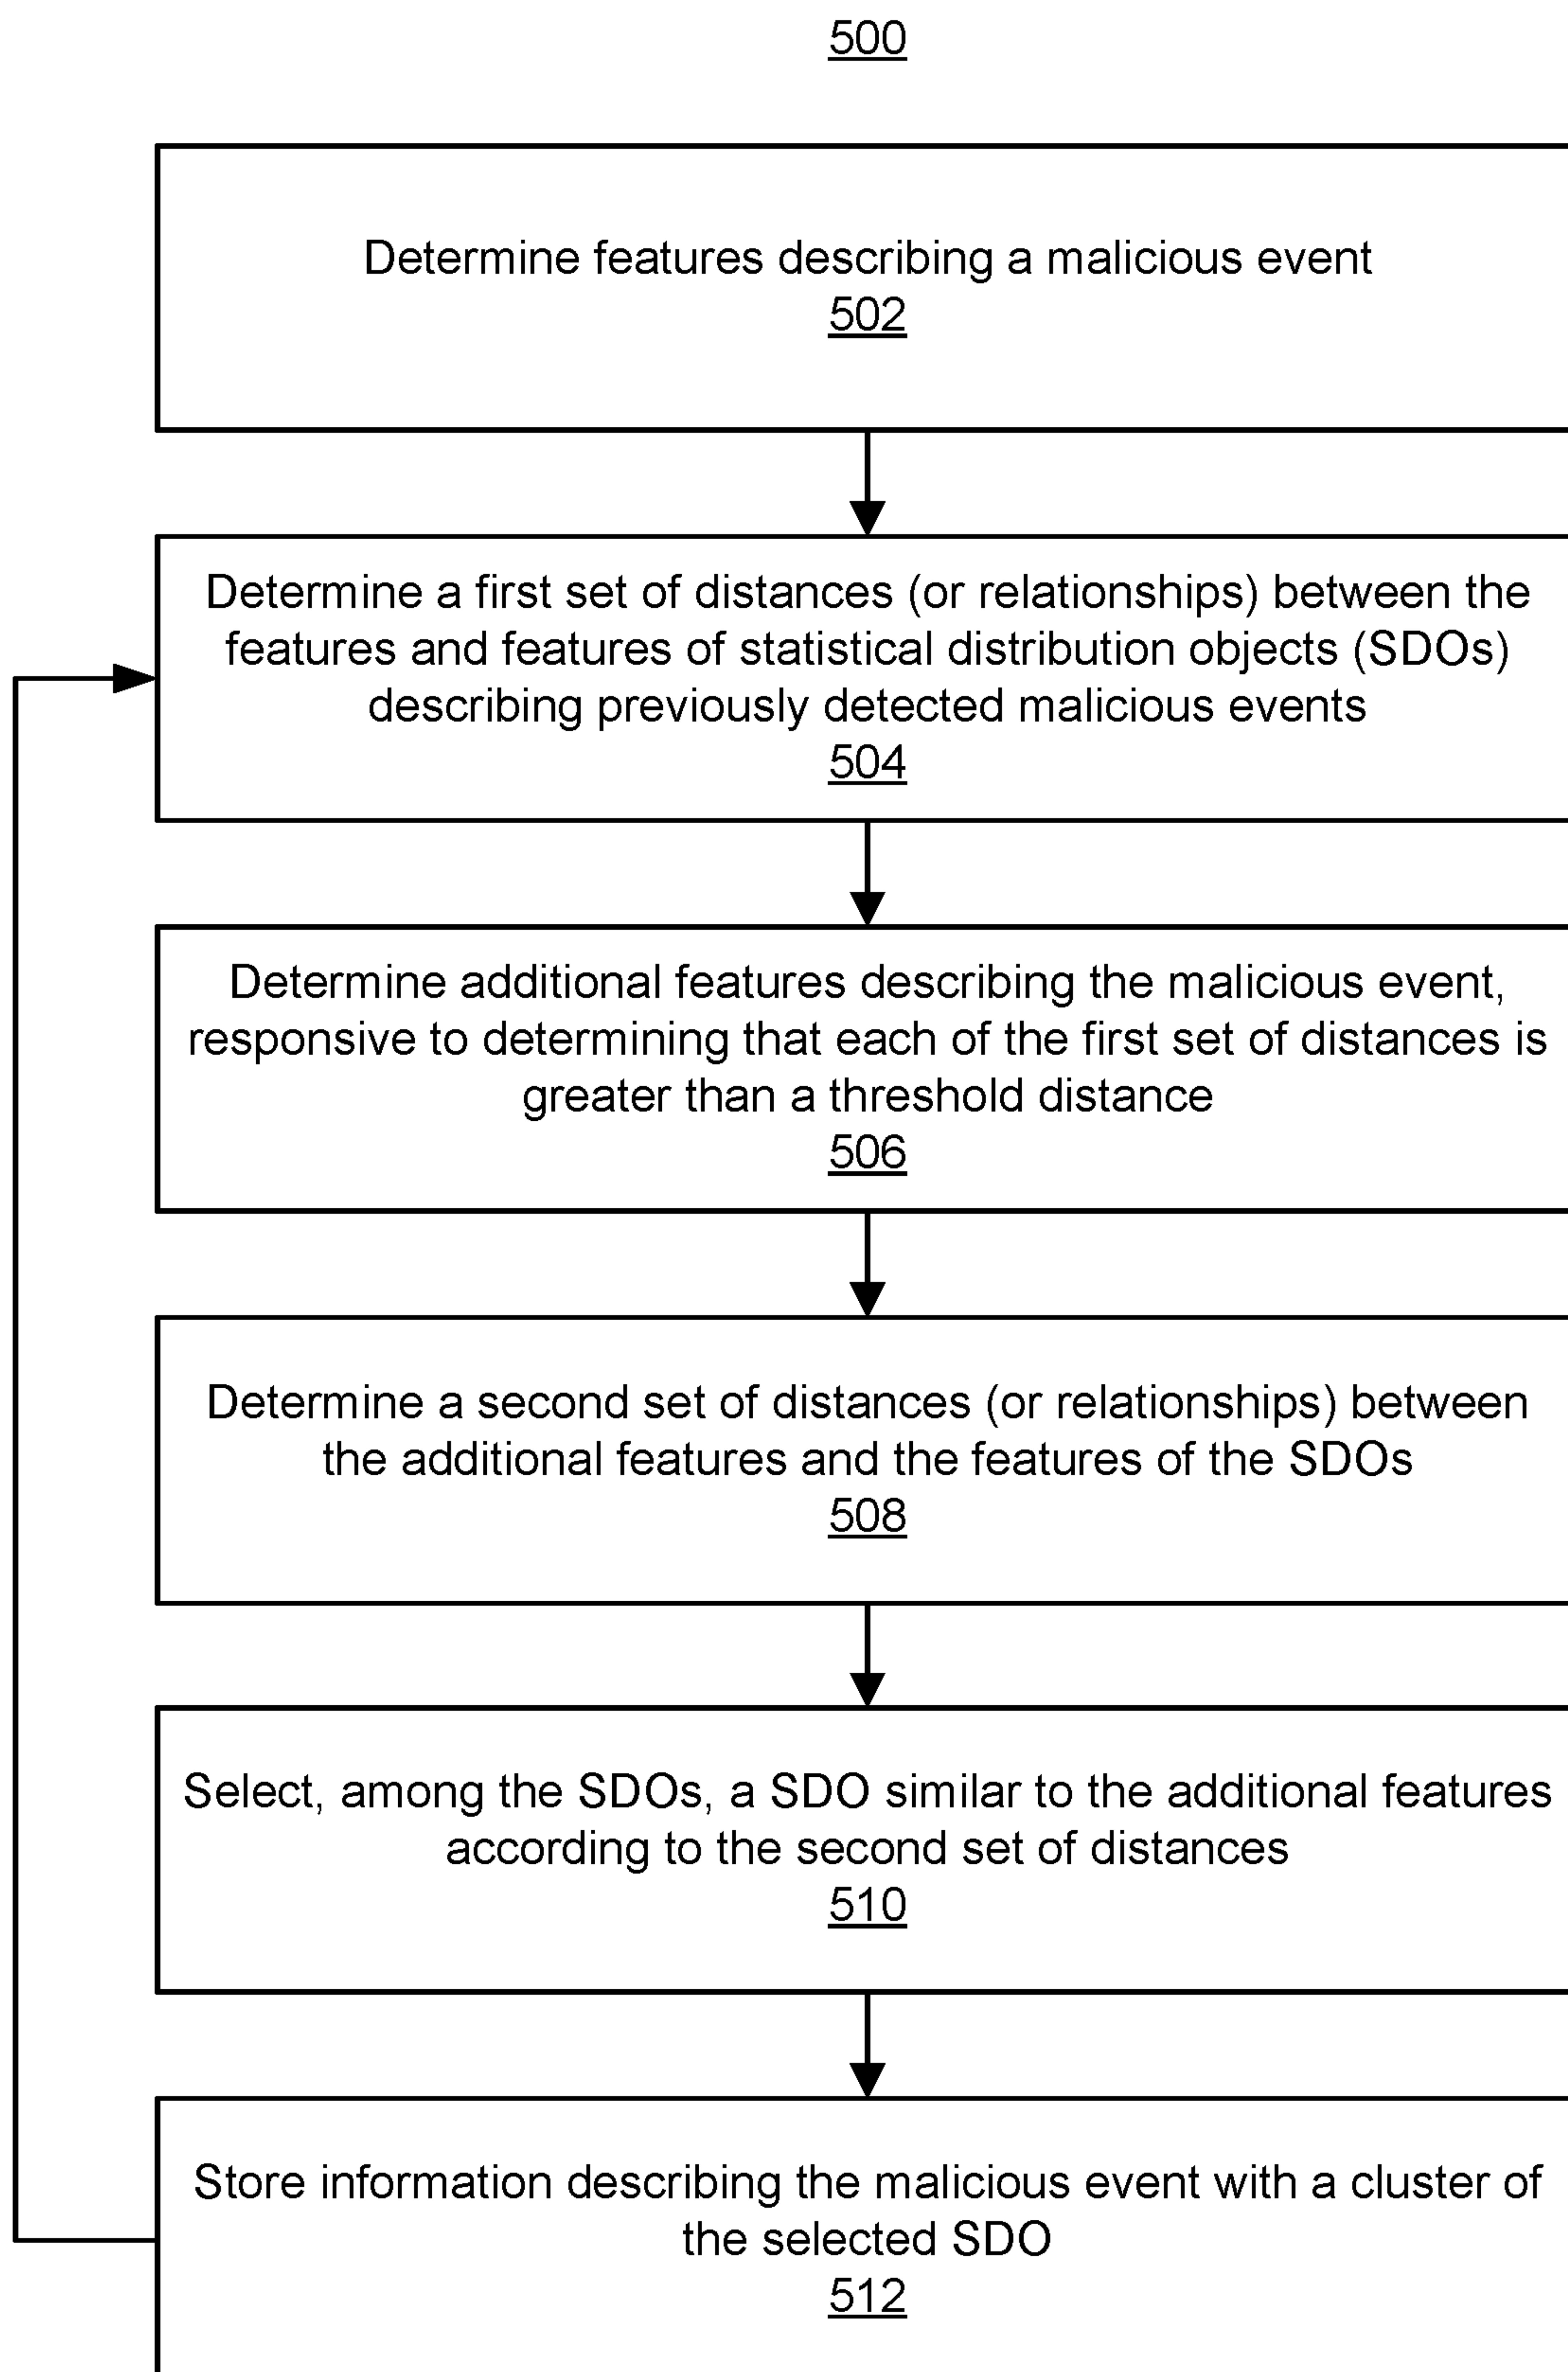 500
Determine features describing a malicious event
502
Determine a first set of distances (or relationships) between the
features and features of statistical distribution objects (SDOs)
describing previously detected malicious events
504
Determine additional features describing the malicious event,
responsive to determining that each of the first set of distances is
greater than a threshold distance
506
Determine a second set of distances (or relationships) between
the additional features and the features of the SDOs
508
Select, among the SDOs, a SDO similar to the additional features
according to the second set of distances
510
Store information describing the malicious event with a cluster of
the selected SDO
512